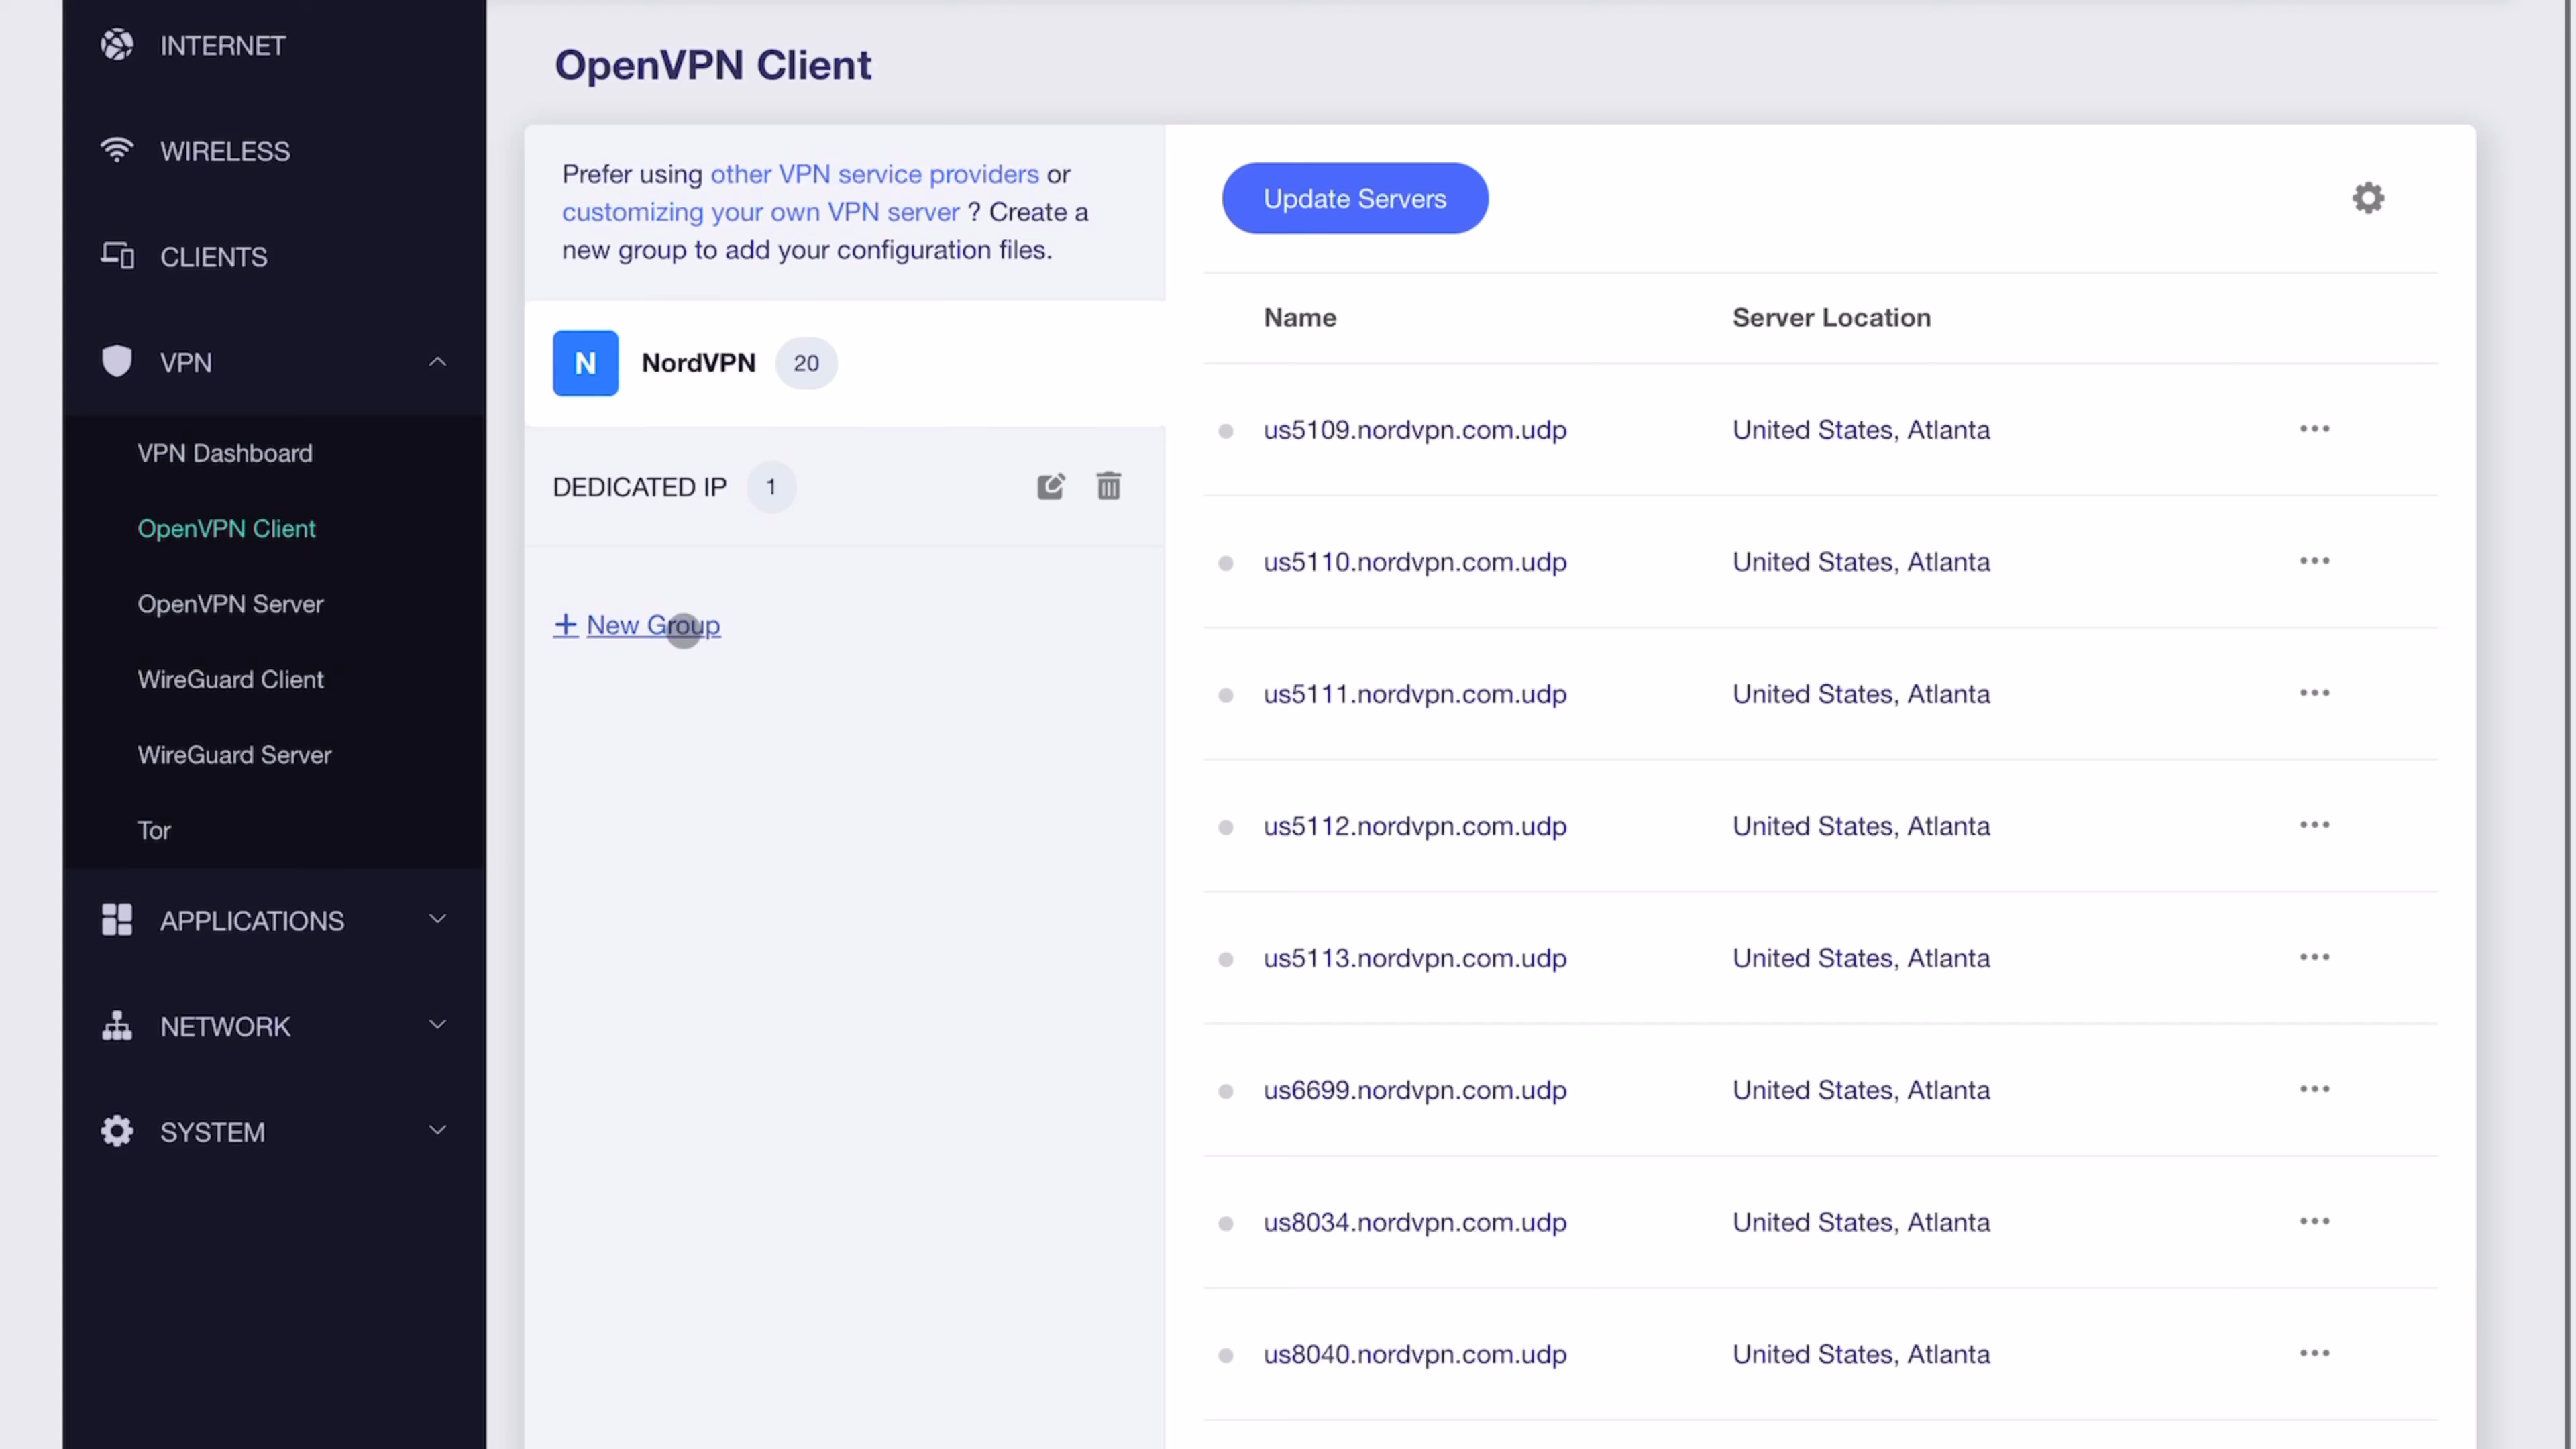 INTERNET
WIRELESS
CLIENTS
VPN
VPN Dashboard
OpenVPN Client
OpenVPN Server
WireGuard Client
WireGuard Server
Tor
APPLICATIONS
NETWORK
SYSTEM
OpenVPN Client
Prefer using other VPN service providers or
customizing your own VPN server ? Create a
new group to add your configuration files.
N NordVPN 20
DEDICATED IP 1
+ New Group
Update Servers
Name Server Location
us5109.nordvpn.com.udp United States, Atlanta
us5110.nordvpn.com.udp United States, Atlanta
us5111.nordvpn.com.udp United States, Atlanta
us5112.nordvpn.com.udp United States, Atlanta
us5113.nordvpn.com.udp United States, Atlanta
us6699.nordvpn.com.udp United States, Atlanta
us8034.nordvpn.com.udp United States, Atlanta
us8040.nordvpn.com.udp United States, Atlanta